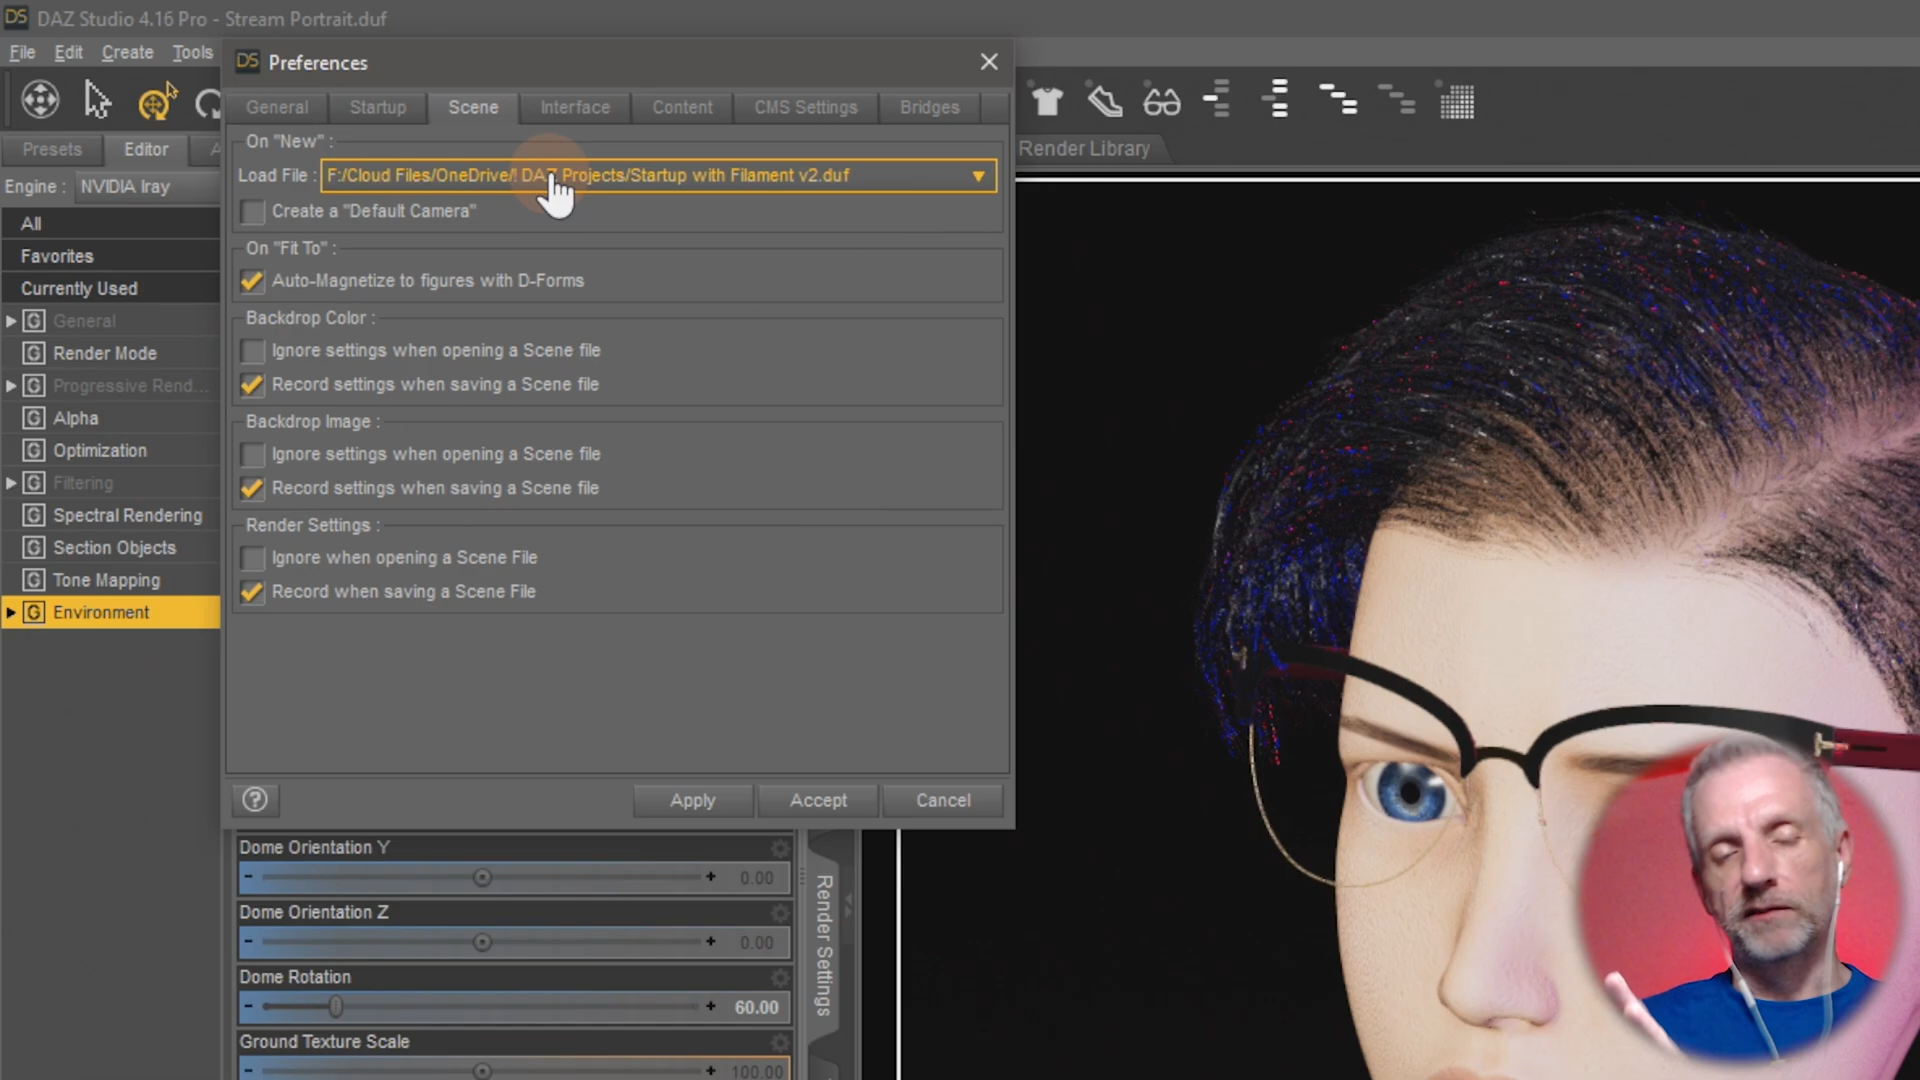 DS DAZ Studio 4.16 Pro - Stream Portrait.duf
File Edit Create Tools
DS Preferences
General Startup Scene Interface Content CMS Settings Bridges
Presets Editor A
Render Library
Engine : NVIDIA Iray
All
Favorites
Currently Used
G General
G Render Mode
G Progressive Rend...
G Alpha
G Optimization
G Filtering
G Spectral Rendering
G Section Objects
G Tone Mapping
G Environment
On "New" :
Load File : F:/Cloud Files/OneDrive/! DAZ Projects/Startup with Filament v2.duf
Create a "Default Camera"
On "Fit To" :
Auto-Magnetize to figures with D-Forms
Backdrop Color :
Ignore settings when opening a Scene file
Record settings when saving a Scene file
Backdrop Image :
Ignore settings when opening a Scene file
Record settings when saving a Scene file
Render Settings :
Ignore when opening a Scene File
Record when saving a Scene File
? Apply Accept Cancel
Dome Orientation Y
- + 0.00
Dome Orientation Z
- + 0.00
Dome Rotation
- + 60.00
Ground Texture Scale
- + 100.00
Render Settings